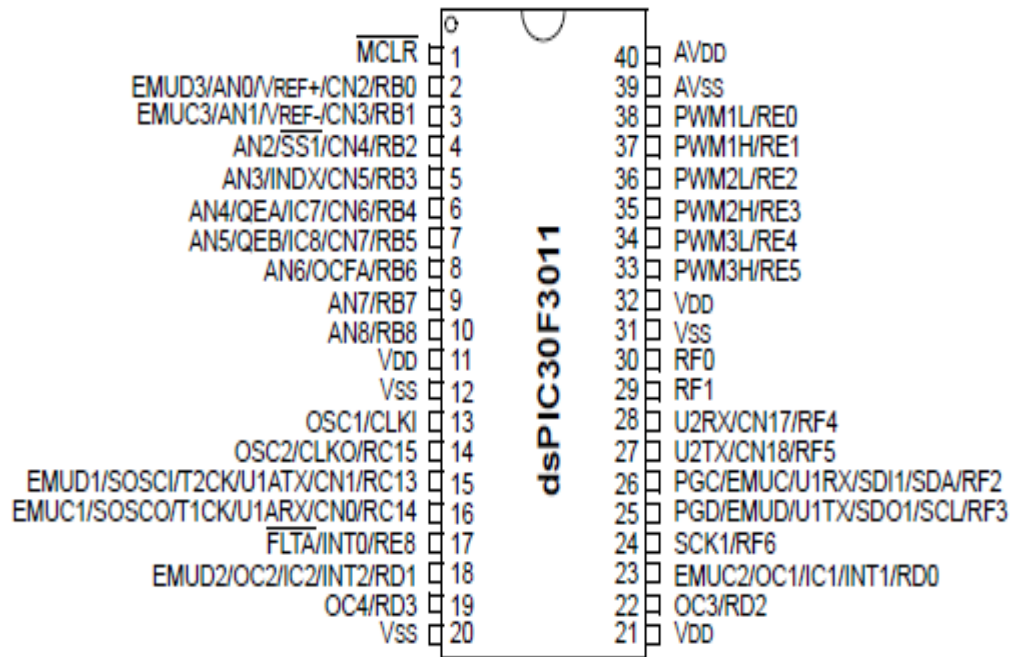 MCLR 1
EMUD3/AN0/VREF+/CN2/RB0 2
EMUC3/AN1/VREF-/CN3/RB1 3
AN2/SS1/CN4/RB2 4
AN3/INDX/CN5/RB3 5
AN4/QEA/IC7/CN6/RB4 6
AN5/QEB/IC8/CN7/RB5 7
AN6/OCFA/RB6 8
AN7/RB7 9
AN8/RB8 10
VDD 11
VSS 12
OSC1/CLKI 13
OSC2/CLKO/RC15 14
EMUD1/SOSCI/T2CK/U1ATX/CN1/RC13 15
EMUC1/SOSCO/T1CK/U1ARX/CN0/RC14 16
FLTA/INT0/RE8 17
EMUD2/OC2/IC2/INT2/RD1 18
OC4/RD3 19
VSS 20
dsPIC30F3011
40 AVDD
39 AVSS
38 PWM1L/RE0
37 PWM1H/RE1
36 PWM2L/RE2
35 PWM2H/RE3
34 PWM3L/RE4
33 PWM3H/RE5
32 VDD
31 VSS
30 RF0
29 RF1
28 U2RX/CN17/RF4
27 U2TX/CN18/RF5
26 PGC/EMUC/U1RX/SDI1/SDA/RF2
25 PGD/EMUD/U1TX/SDO1/SCL/RF3
24 SCK1/RF6
23 EMUC2/OC1/IC1/INT1/RD0
22 OC3/RD2
21 VDD